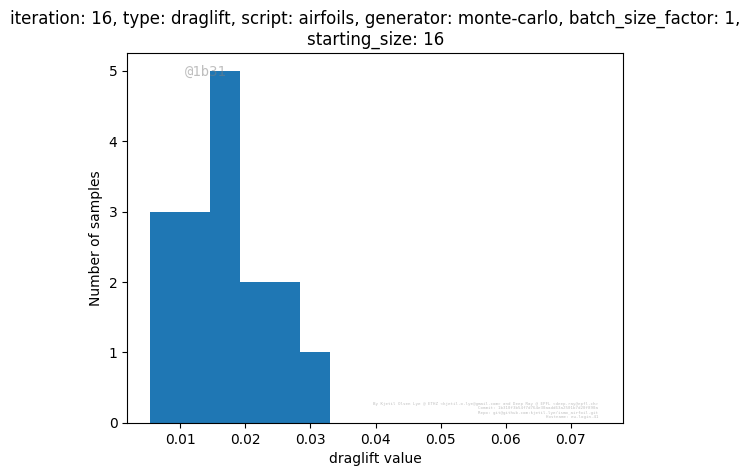 iteration: 16, type: draglift, script: airfoils, generator: monte-carlo, batch_size_factor: 1,
starting_size: 16
@1b31
5
4
3
2
1
0
Number of samples
0.01 0.02 0.03 0.04 0.05 0.06 0.07
draglift value